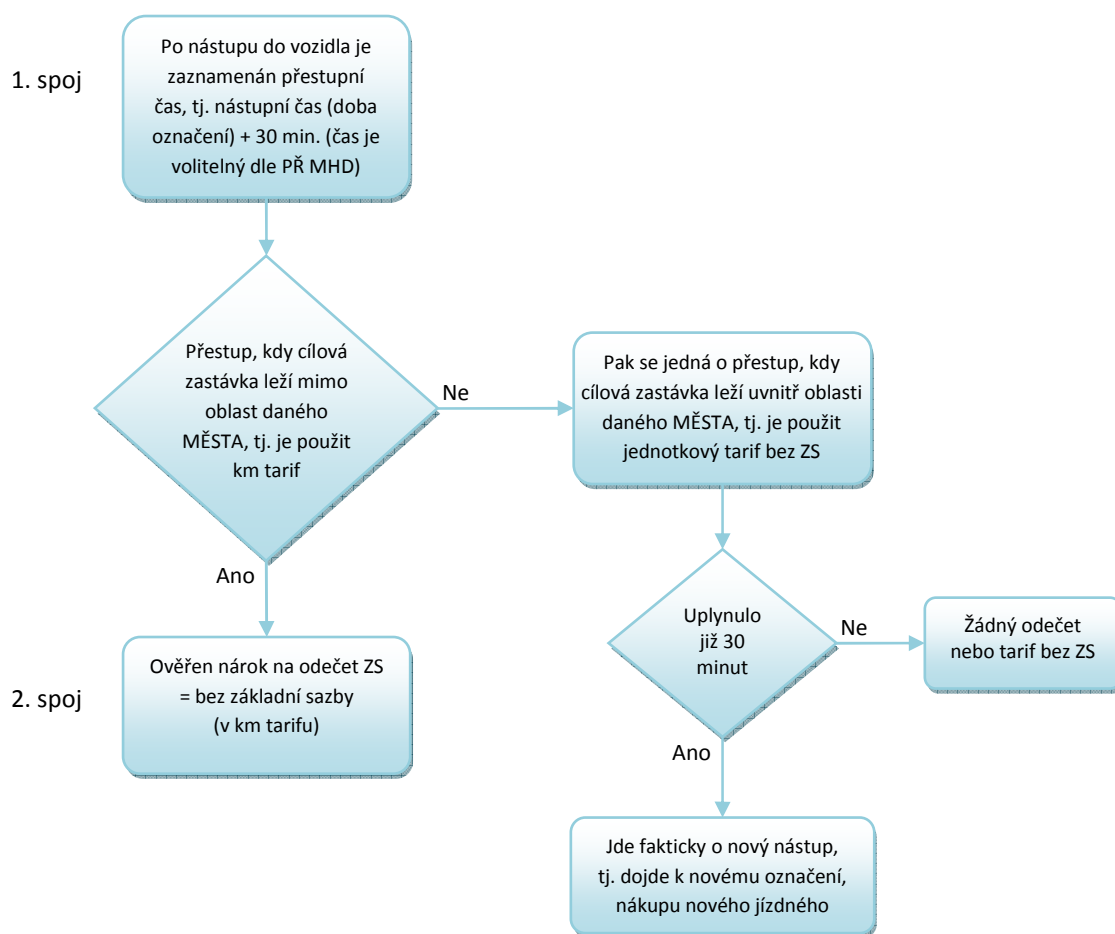 1. spoj
Po nástupu do vozidla je
zaznamenán přestupní
čas, tj. nástupní čas (doba
označení) + 30 min. (čas je
volitelný dle PŘ MHD)
Přestup, kdy cílová
zastávka leží mimo
oblast daného
MĚSTA, tj. je použit
km tarif
Ne
Pak se jedná o přestup, kdy
cílová zastávka leží uvnitř oblasti
daného MĚSTA, tj. je použit
jednotkový tarif bez ZS
Ano
2. spoj
Ověřen nárok na odečet ZS
= bez základní sazby
(v km tarifu)
Uplynulo
již 30
minut
Ne
Žádný odečet
nebo tarif bez ZS
Ano
Jde fakticky o nový nástup,
tj. dojde k novému označení,
nákupu nového jízdného